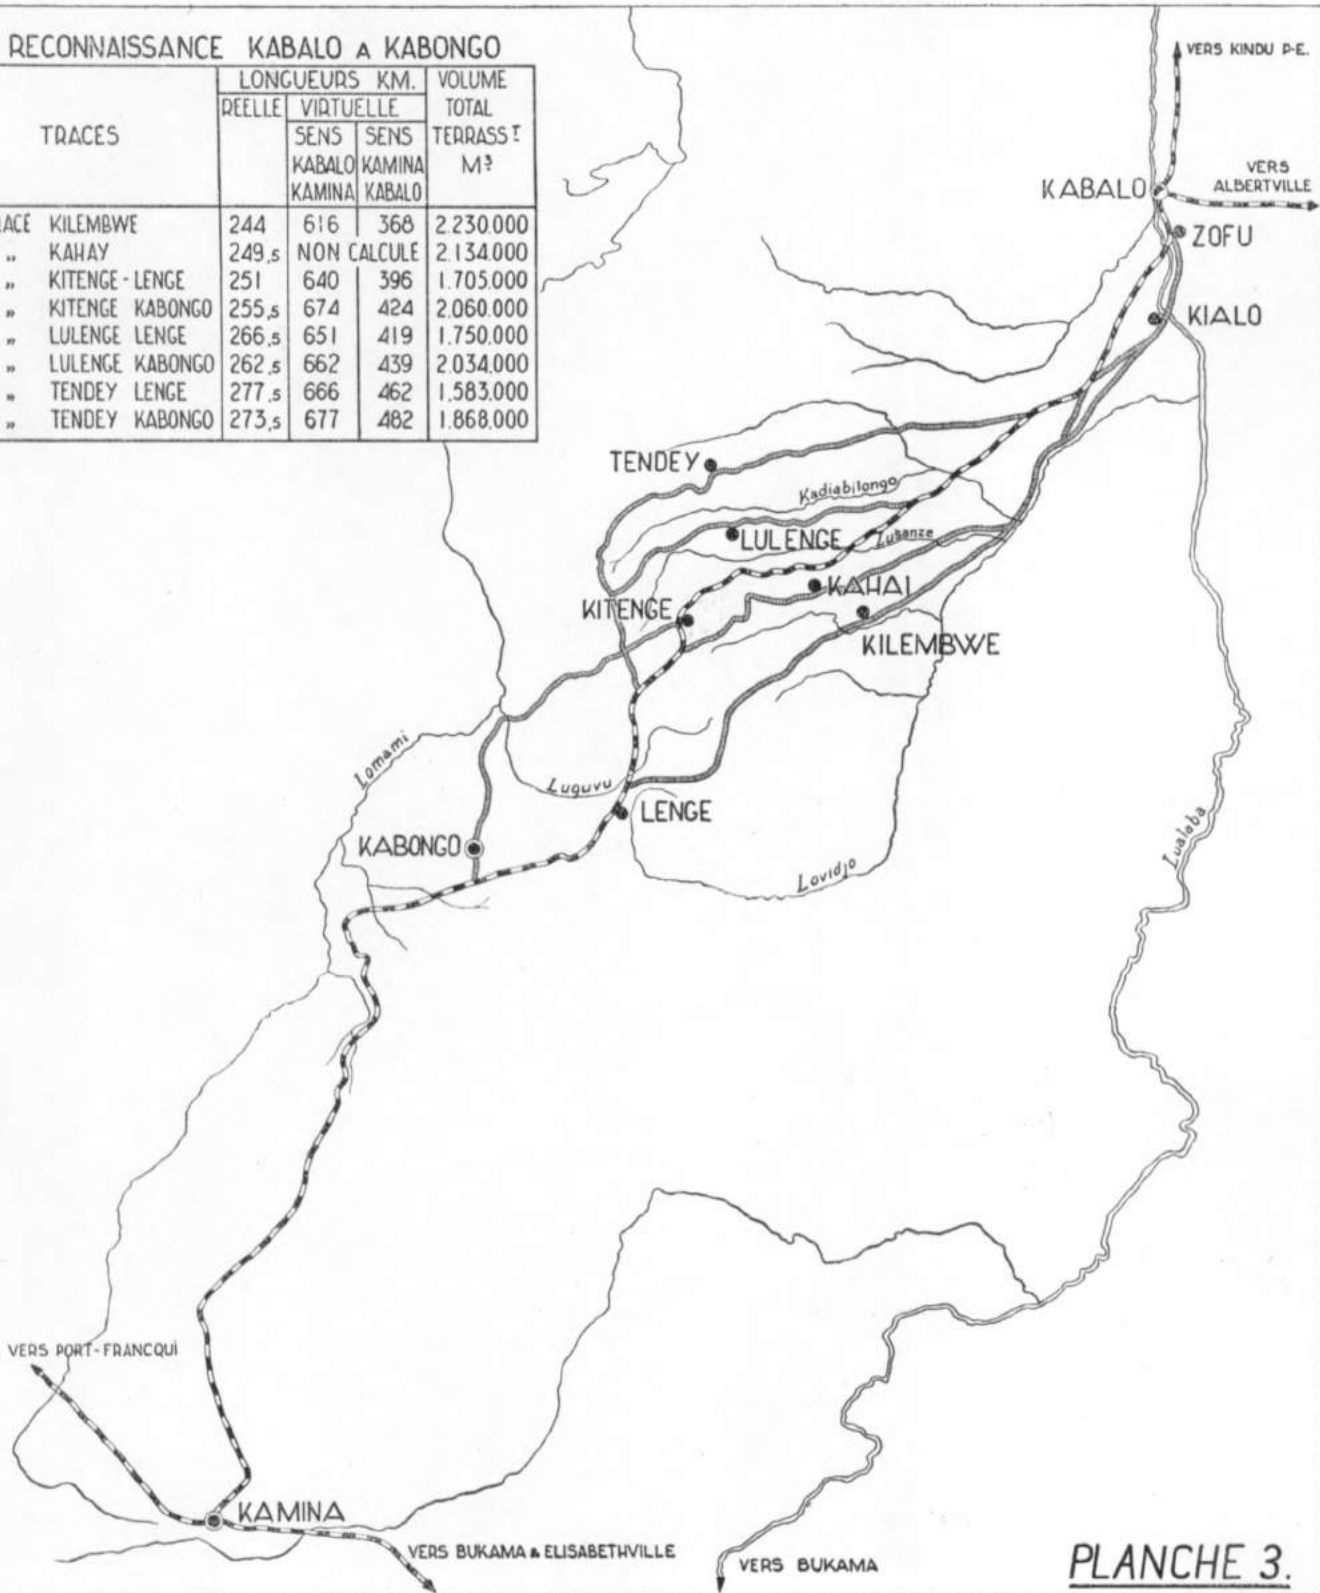 RECONNAISSANCE KABALO A KABONGO
TRACÉS
LONGUEURS KM.
REELLE
VIRTUELLE
SENS KABALO KAMINA
SENS KAMINA KABALO
VOLUME TOTAL TERRASS.T M3
ACÉ KILEMBWE 244 616 368 2.230.000
" KAHAY 249,5 NON CALCULÉ 2.134.000
" KITENGE-LENGE 251 640 396 1.705.000
" KITENGE KABONGO 255,5 674 424 2.060.000
" LULENGE LENGE 266,5 651 419 1.750.000
" LULENGE KABONGO 262,5 662 439 2.034.000
" TENDEY LENGE 277,5 666 462 1.583.000
" TENDEY KABONGO 273,5 677 482 1.868.000
VERS KINDU P-E.
VERS ALBERTVILLE
KABALO
ZOFU
KIALO
TENDEY
Kadiabilongo
LULENGE
Lubanze
KAHAI
KITENGE
KILEMBWE
Lomami
Luguvu
LENGE
KABONGO
Lovidjo
Lualaba
VERS PORT-FRANCQUI
KAMINA
VERS BUKAMA & ELISABETHVILLE
VERS BUKAMA
PLANCHE 3.